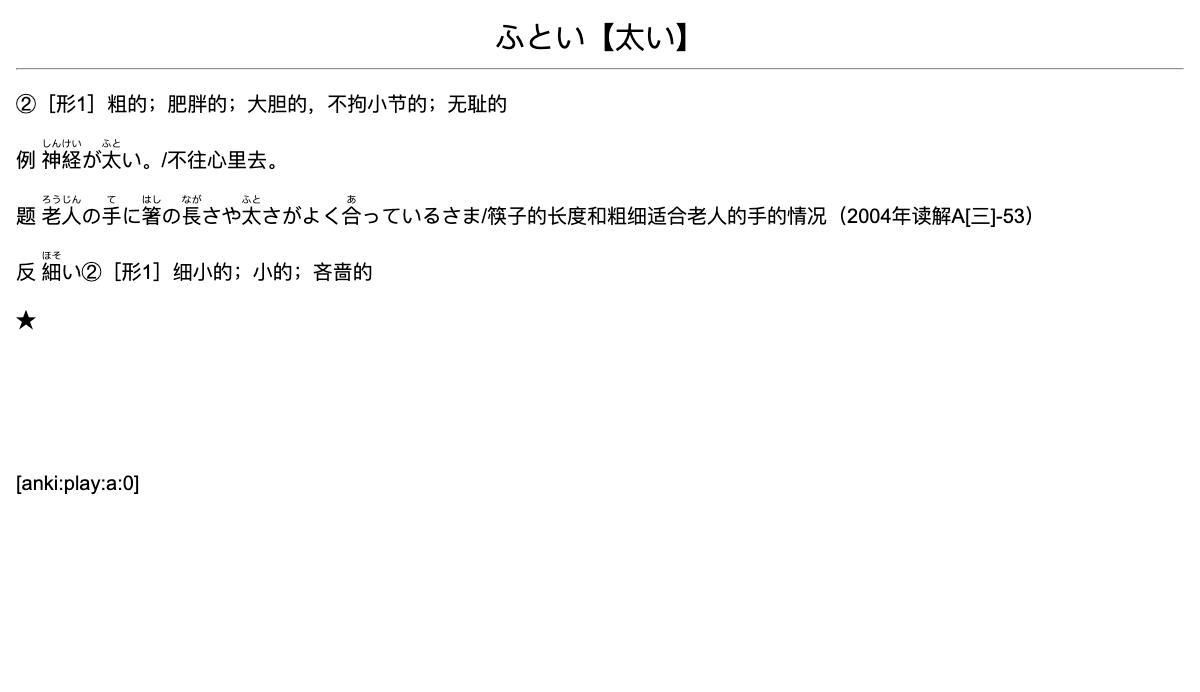 ふとい【太い】
②［形1］粗的；肥胖的；大胆的，不拘小节的；无耻的
しんけい ふと
例 神経が太い。/不往心里去。
ろうじん て はし なが ふと あ
题 老人の手に箸の長さや太さがよく合っているさま/筷子的长度和粗细适合老人的手的情况（2004年读解A[三]-53）
ほそ
反 細い②［形1］细小的；小的；吝啬的
★
[anki:play:a:0]